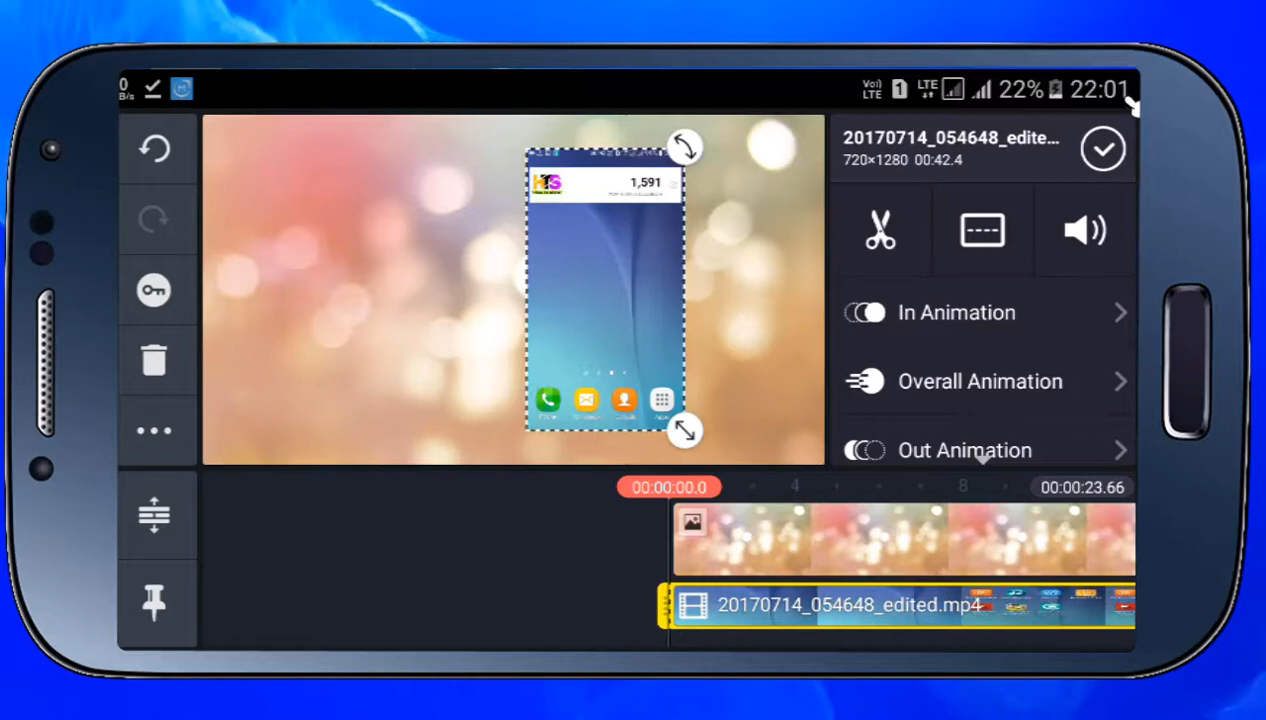 0
B/s
Vo)
LTE
1
LTE
22%
22:01
20170714_054648_edite...
720×1280 00:42.4
HTS
1,591
In Animation
Overall Animation
Out Animation
00:00:00.0
4
8
00:00:23.66
20170714_054648_edited.mp4